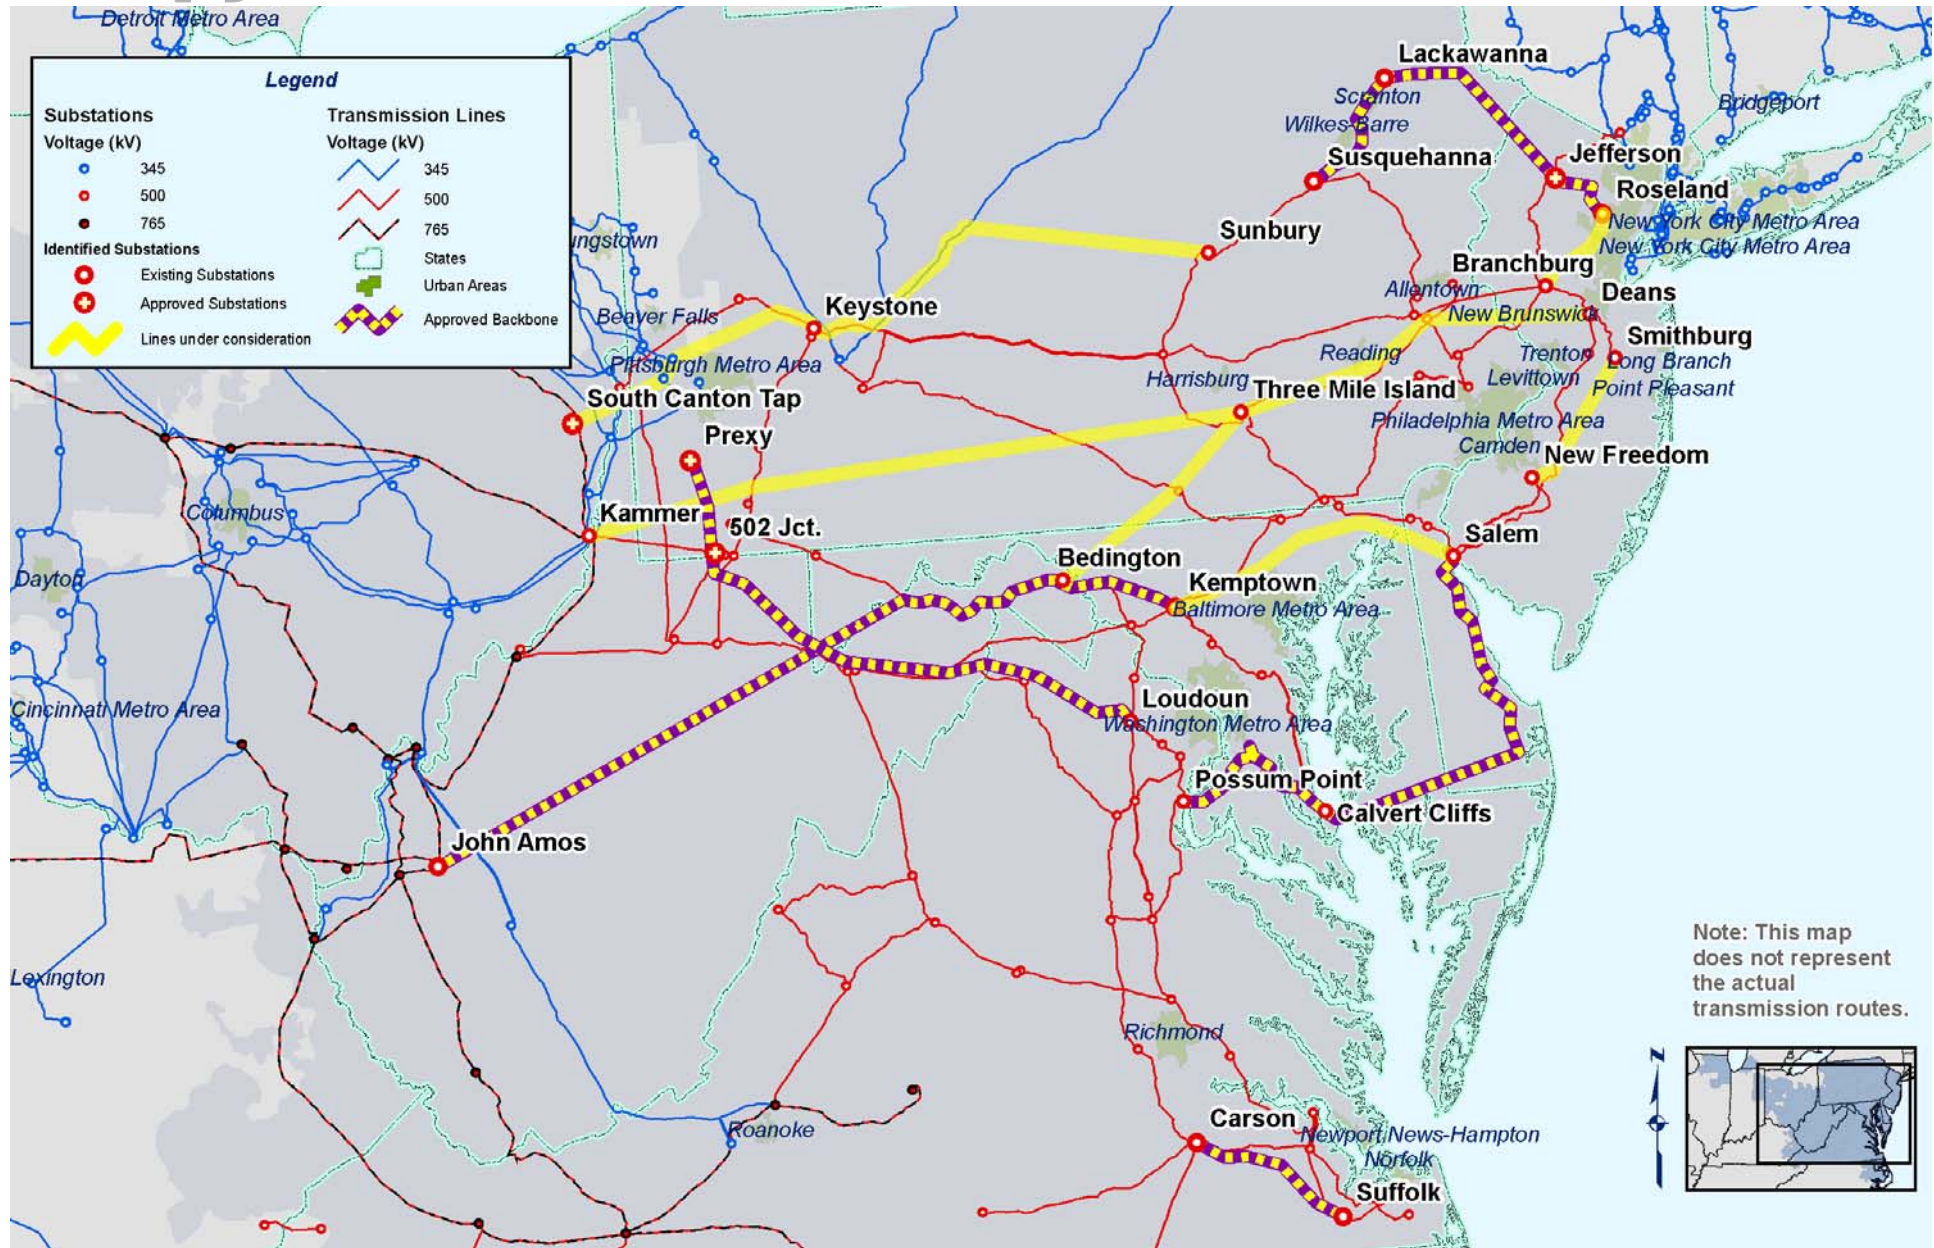 Detroit Metro Area
Legend
Substations
Voltage (kV)
345
500
765
Identified Substations
Existing Substations
Approved Substations
Lines under consideration
Transmission Lines
Voltage (kV)
345
500
765
States
Urban Areas
Approved Backbone
Lackawanna
Scranton
Wilkes-Barre
Bridgeport
Susquehanna
Jefferson
Roseland
New York City Metro Area
New York City Metro Area
Sunbury
ungstown
Branchburg
Allentown
Deans
New Brunswick
Keystone
Beaver Falls
Smithburg
Pittsburgh Metro Area
Reading
Trenton
Long Branch
Harrisburg
Three Mile Island
Levittown
Point Pleasant
South Canton Tap
Prexy
Philadelphia Metro Area
Camden
New Freedom
Columbus
Kammer
502 Jct.
Salem
Dayton
Bedington
Kemptown
Baltimore Metro Area
Cincinnati Metro Area
Loudoun
Washington Metro Area
Possum Point
Calvert Cliffs
John Amos
Lexington
Note: This map
does not represent
the actual
transmission routes.
Richmond
N
Roanoke
Carson
Newport News-Hampton
Norfolk
Suffolk